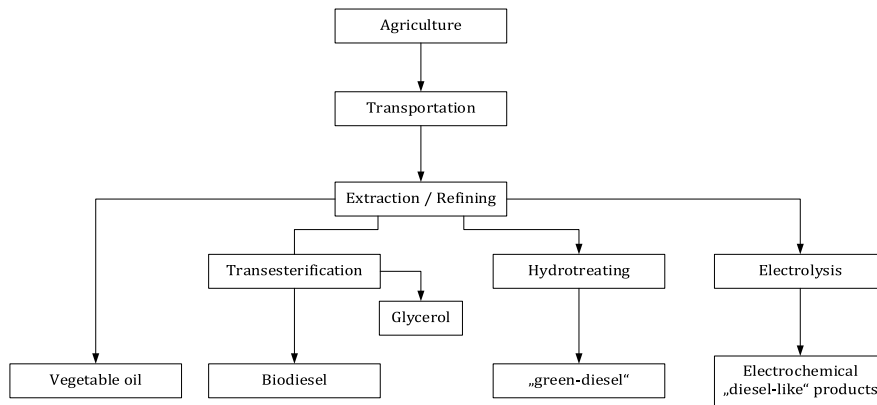 Agriculture
Transportation
Extraction / Refining
Transesterification
Hydrotreating
Electrolysis
Glycerol
Vegetable oil
Biodiesel
„green-diesel“
Electrochemical
„diesel-like“ products